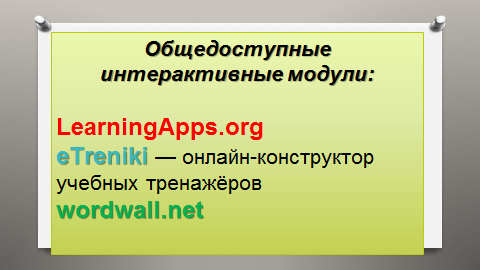 Общедоступные
интерактивные модули:
LearningApps.org
eTreniki — онлайн-конструктор
учебных тренажёров
wordwall.net